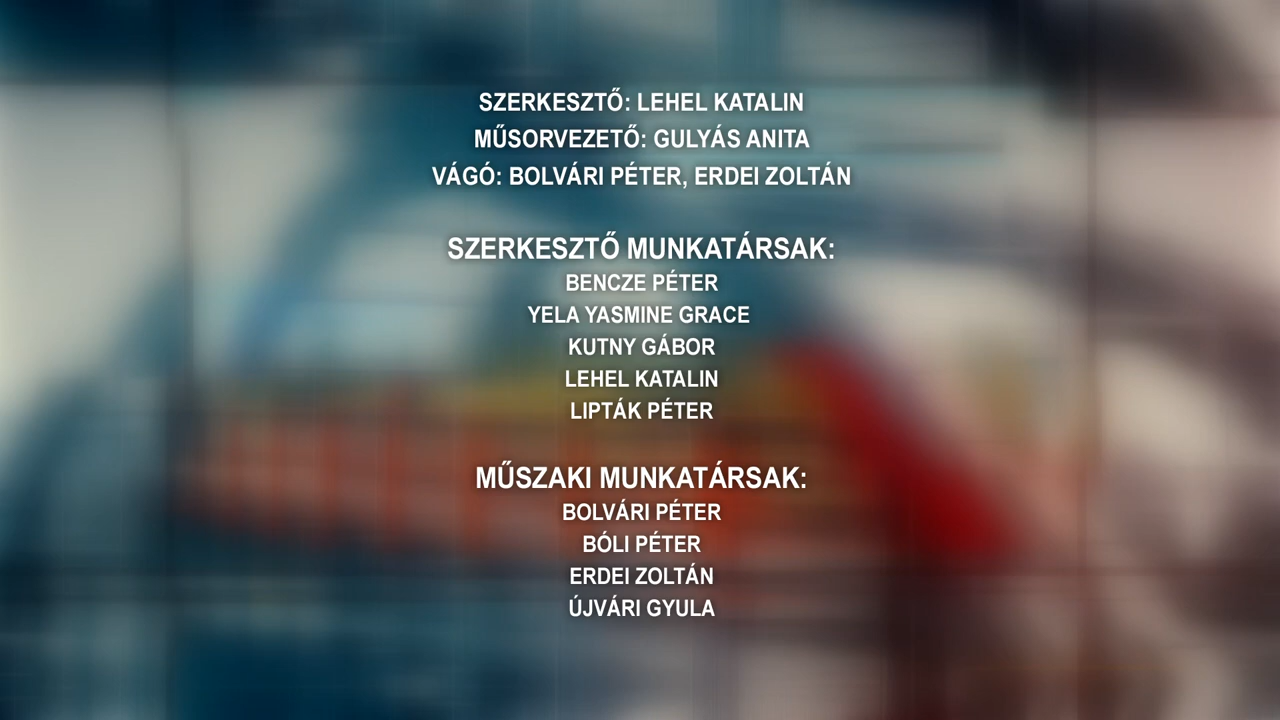 SZERKESZTŐ: LEHEL KATALIN
MŰSORVEZETŐ: GULYÁS ANITA
VÁGÓ: BOLVÁRI PÉTER, ERDEI ZOLTÁN
SZERKESZTŐ MUNKATÁRSAK:
BENCZE PÉTER
YELA YASMINE GRACE
KUTNY GÁBOR
LEHEL KATALIN
LIPTÁK PÉTER
MŰSZAKI MUNKATÁRSAK:
BOLVÁRI PÉTER
BÓLI PÉTER
ERDEI ZOLTÁN
ÚJVÁRI GYULA